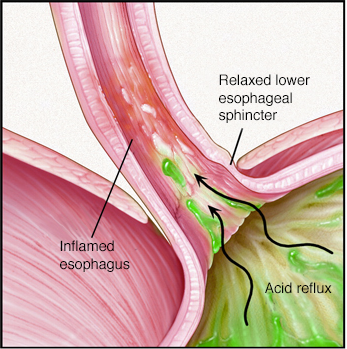 Relaxed lower
esophageal
sphincter
Inflamed
esophagus
Acid reflux